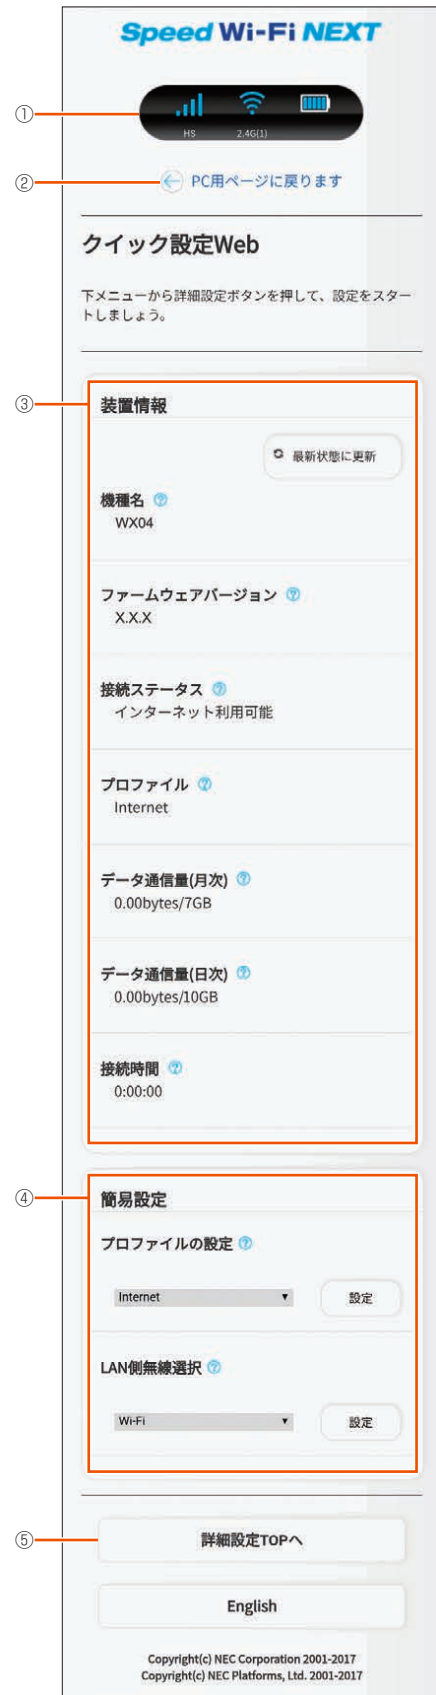 Speed Wi-Fi NEXT
①
HS 2.4G(1)
② PC用ページに戻ります
クイック設定Web
下メニューから詳細設定ボタンを押して、設定をスター
トしましょう。
③ 装置情報
最新状態に更新
機種名 ?
WX04
ファームウェアバージョン ?
X.X.X
接続ステータス ?
インターネット利用可能
プロファイル ?
Internet
データ通信量(月次) ?
0.00bytes/7GB
データ通信量(日次) ?
0.00bytes/10GB
接続時間 ?
0:00:00
④ 簡易設定
プロファイルの設定 ?
Internet ▼ 設定
LAN側無線選択 ?
Wi-Fi ▼ 設定
⑤ 詳細設定TOPへ
English
Copyright(c) NEC Corporation 2001-2017
Copyright(c) NEC Platforms, Ltd. 2001-2017